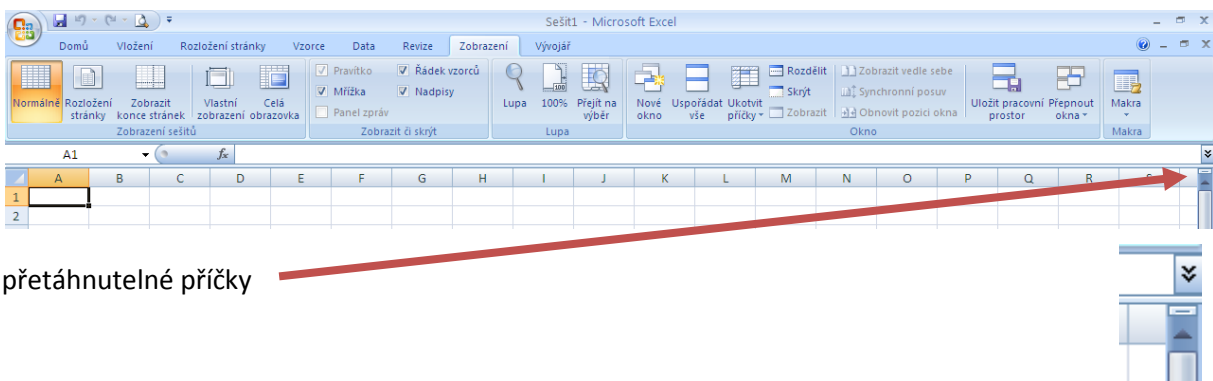 Sešit1 - Microsoft Excel
Domů Vložení Rozložení stránky Vzorce Data Revize Zobrazení Vývojář
Normálně Rozložení stránky Zobrazit konce stránek Vlastní zobrazení Celá obrazovka
Zobrazení sešitů
Pravítko Řádek vzorců
Mřížka Nadpisy
Panel zpráv
Zobrazit či skrýt
Lupa 100% Přejít na výběr
Lupa
Nové okno Uspořádat vše Ukotvit příčky
Rozdělit
Skrýt
Zobrazit
Zobrazit vedle sebe
Synchronní posuv
Obnovit pozici okna
Uložit pracovní prostor Přepnout okna
Okno
Makra
Makra
A1 fx
A B C D E F G H I J K L M N O P Q R
1
2
přetáhnutelné příčky